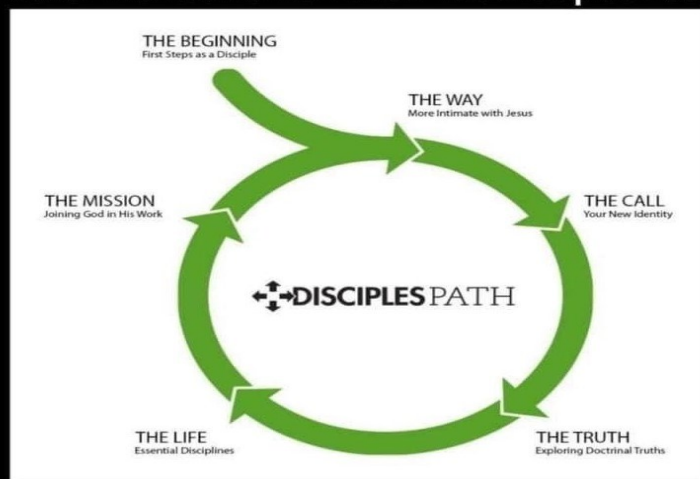 THE BEGINNING
First Steps as a Disciple
THE WAY
More Intimate with Jesus
THE CALL
Your New Identity
THE TRUTH
Exploring Doctrinal Truths
THE LIFE
Essential Disciplines
THE MISSION
Joining God in His Work
DISCIPLES PATH